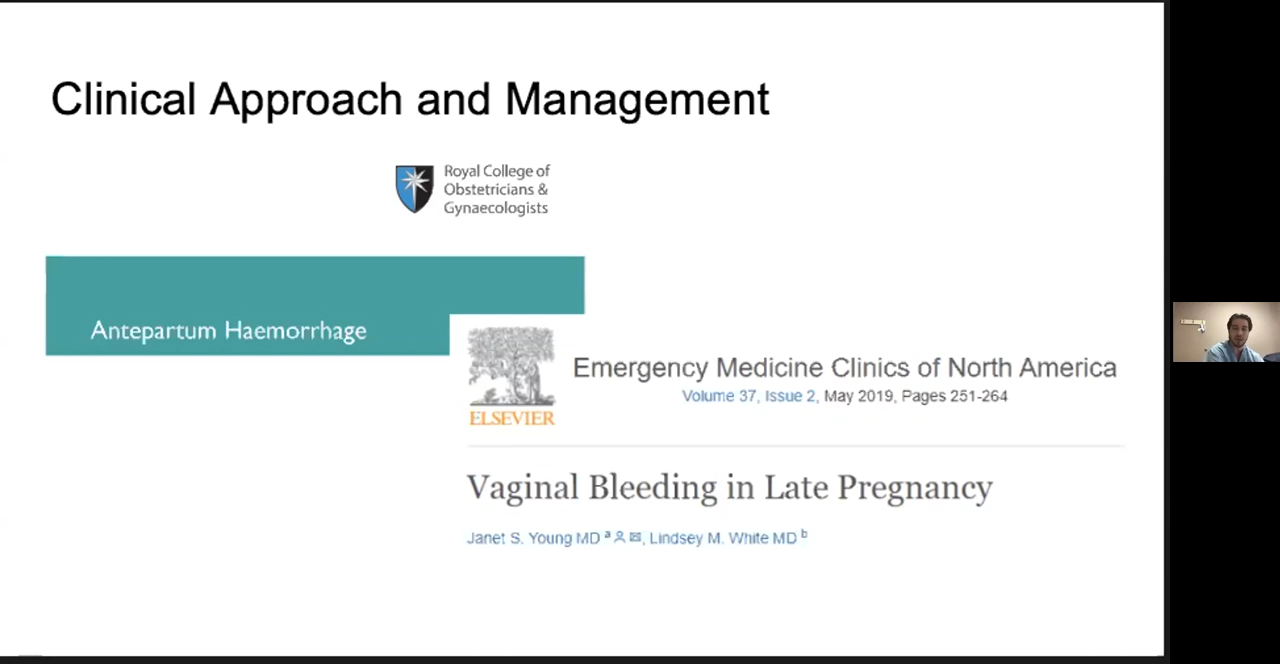 Clinical Approach and Management
Royal College of
Obstetricians &
Gynaecologists
Antepartum Haemorrhage
ELSEVIER
Emergency Medicine Clinics of North America
Volume 37, Issue 2, May 2019, Pages 251-264
Vaginal Bleeding in Late Pregnancy
Janet S. Young MD a, Lindsey M. White MD b